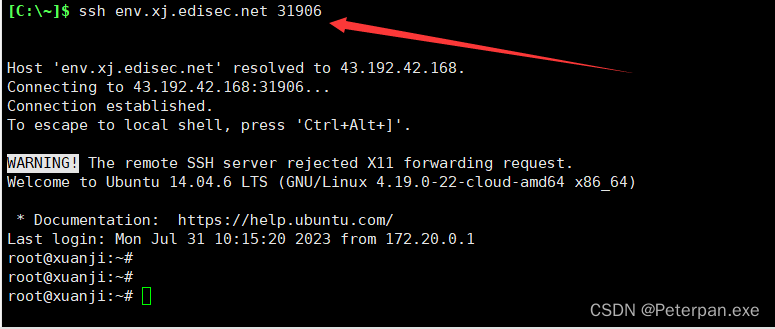 [C:\~]$ ssh env.xj.edisec.net 31906
Host 'env.xj.edisec.net' resolved to 43.192.42.168.
Connecting to 43.192.42.168:31906...
Connection established.
To escape to local shell, press 'Ctrl+Alt+]'.
WARNING! The remote SSH server rejected X11 forwarding request.
Welcome to Ubuntu 14.04.6 LTS (GNU/Linux 4.19.0-22-cloud-amd64 x86_64)
* Documentation:  https://help.ubuntu.com/
Last login: Mon Jul 31 10:15:20 2023 from 172.20.0.1
root@xuanji:~#
root@xuanji:~#
root@xuanji:~#
CSDN @Peterpan.exe